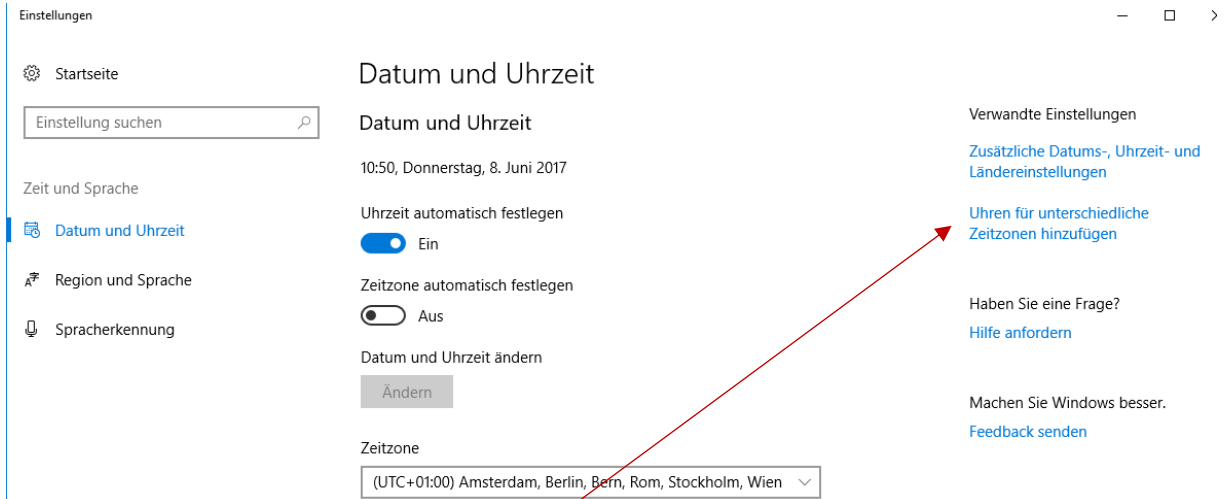 Einstellungen
Startseite
Einstellung suchen
Zeit und Sprache
Datum und Uhrzeit
Region und Sprache
Spracherkennung
Datum und Uhrzeit
Datum und Uhrzeit
10:50, Donnerstag, 8. Juni 2017
Uhrzeit automatisch festlegen
Ein
Zeitzone automatisch festlegen
Aus
Datum und Uhrzeit ändern
Ändern
Zeitzone
(UTC+01:00) Amsterdam, Berlin, Bern, Rom, Stockholm, Wien
Verwandte Einstellungen
Zusätzliche Datums-, Uhrzeit- und
Ländereinstellungen
Uhren für unterschiedliche
Zeitzonen hinzufügen
Haben Sie eine Frage?
Hilfe anfordern
Machen Sie Windows besser.
Feedback senden